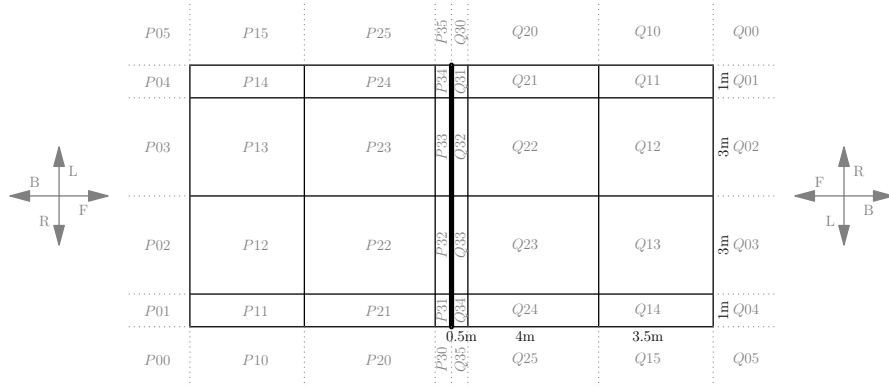 P05 P15 P25 P35 Q30 Q20 Q10 Q00
P04 P14 P24 P34 Q31 Q21 Q11 1m Q01
P03 P13 P23 P33 Q32 Q22 Q12 3m Q02
L
B
F
R
F
R
B
L
P02 P12 P22 P32 Q33 Q23 Q13 3m Q03
P01 P11 P21 P31 Q34 Q24 Q14 1m Q04
0.5m 4m 3.5m
P00 P10 P20 P30 Q35 Q25 Q15 Q05